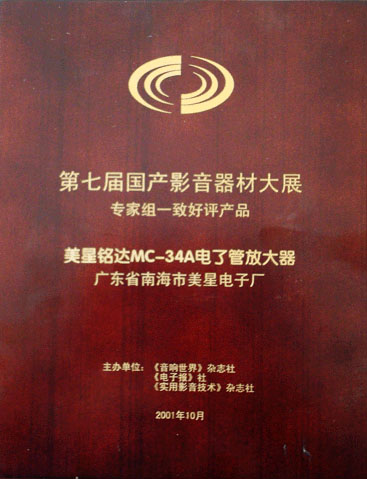 第七届国产影音器材大展
专家组一致好评产品
美星铭达MC-34A电了管放大器
广东省南海市美星电子厂
主办单位：《音响世界》杂志社
《电子报》社
《实用影音技术》杂志社
2001年10月